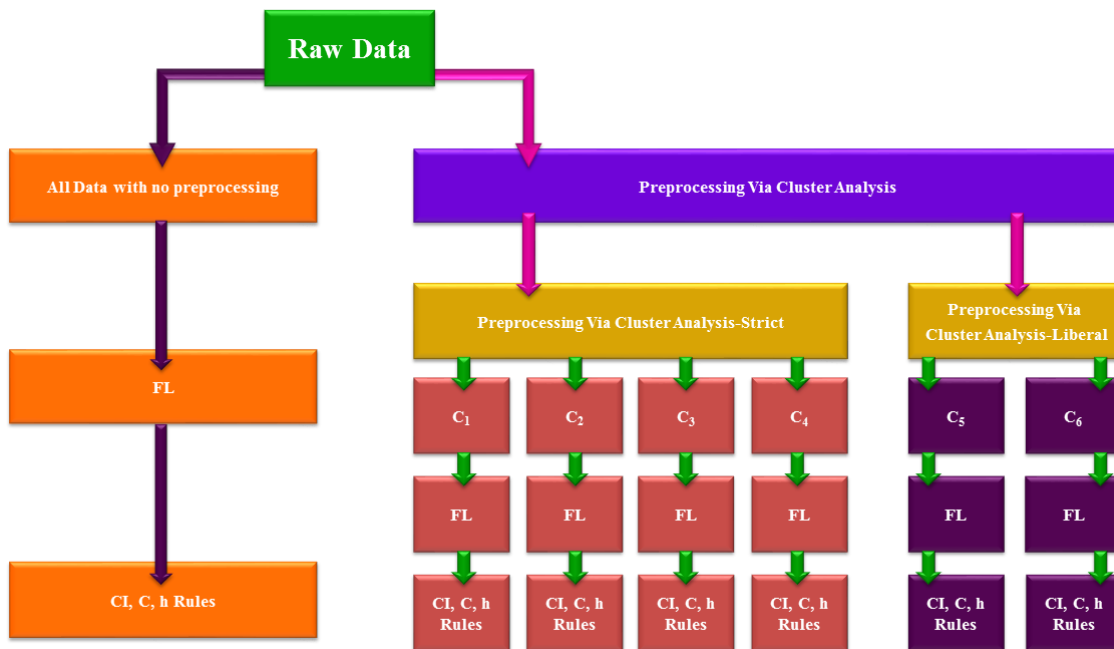 Raw Data
All Data with no preprocessing
Preprocessing Via Cluster Analysis
Preprocessing Via Cluster Analysis-Strict
Preprocessing Via
Cluster Analysis-Liberal
FL
C₁
C₂
C₃
C₄
C₅
C₆
FL
FL
FL
FL
FL
FL
CI, C, h Rules
CI, C, h
Rules
CI, C, h
Rules
CI, C, h
Rules
CI, C, h
Rules
CI, C, h
Rules
CI, C, h
Rules